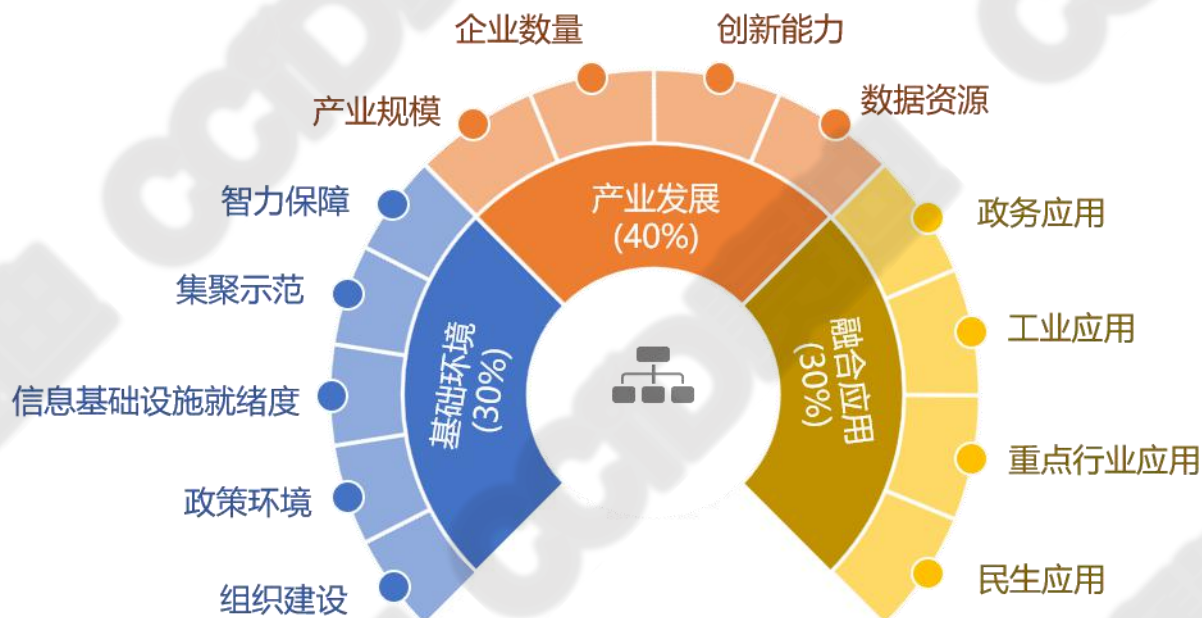 企业数量
创新能力
产业规模
数据资源
智力保障
产业发展
(40%)
政务应用
集聚示范
工业应用
基础环境
(30%)
融合应用
(30%)
信息基础设施就绪度
重点行业应用
政策环境
民生应用
组织建设
CCID
CCID